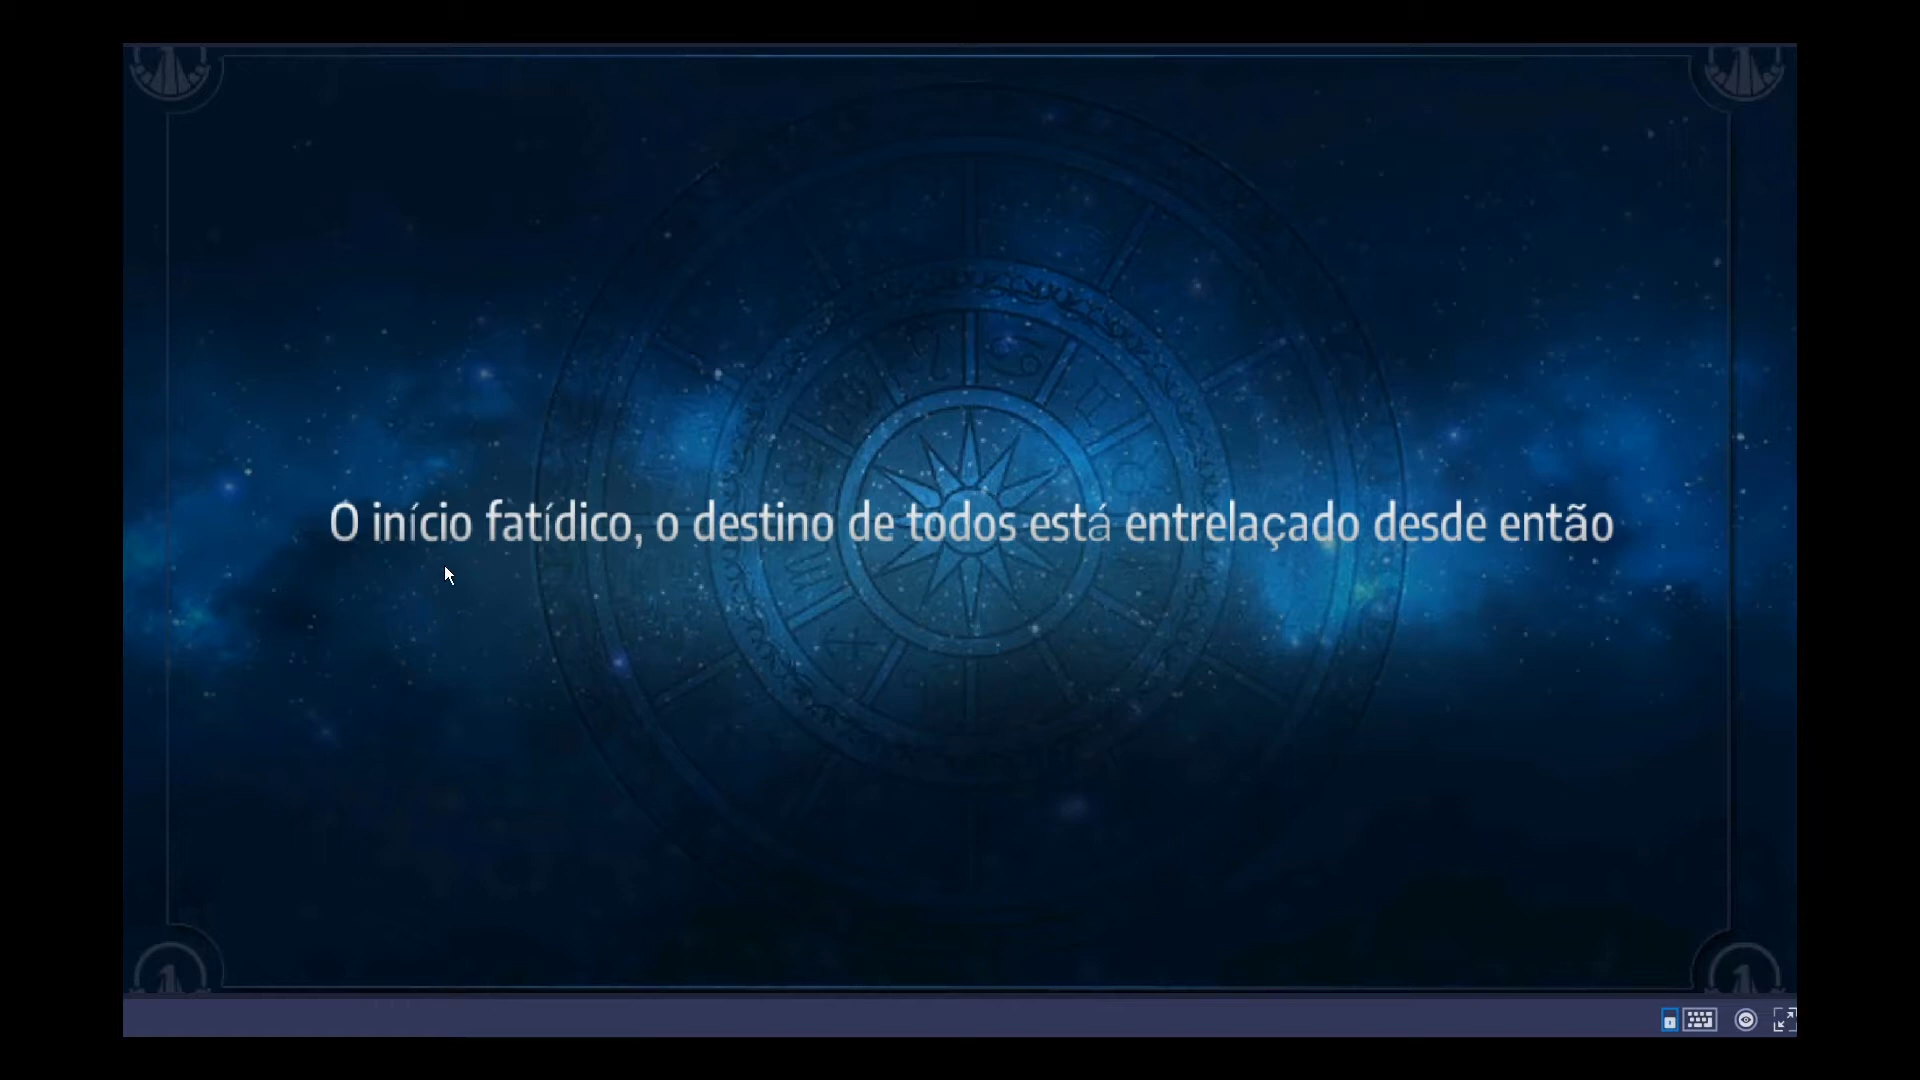 O início fatídico, o destino de todos está entrelaçado desde então